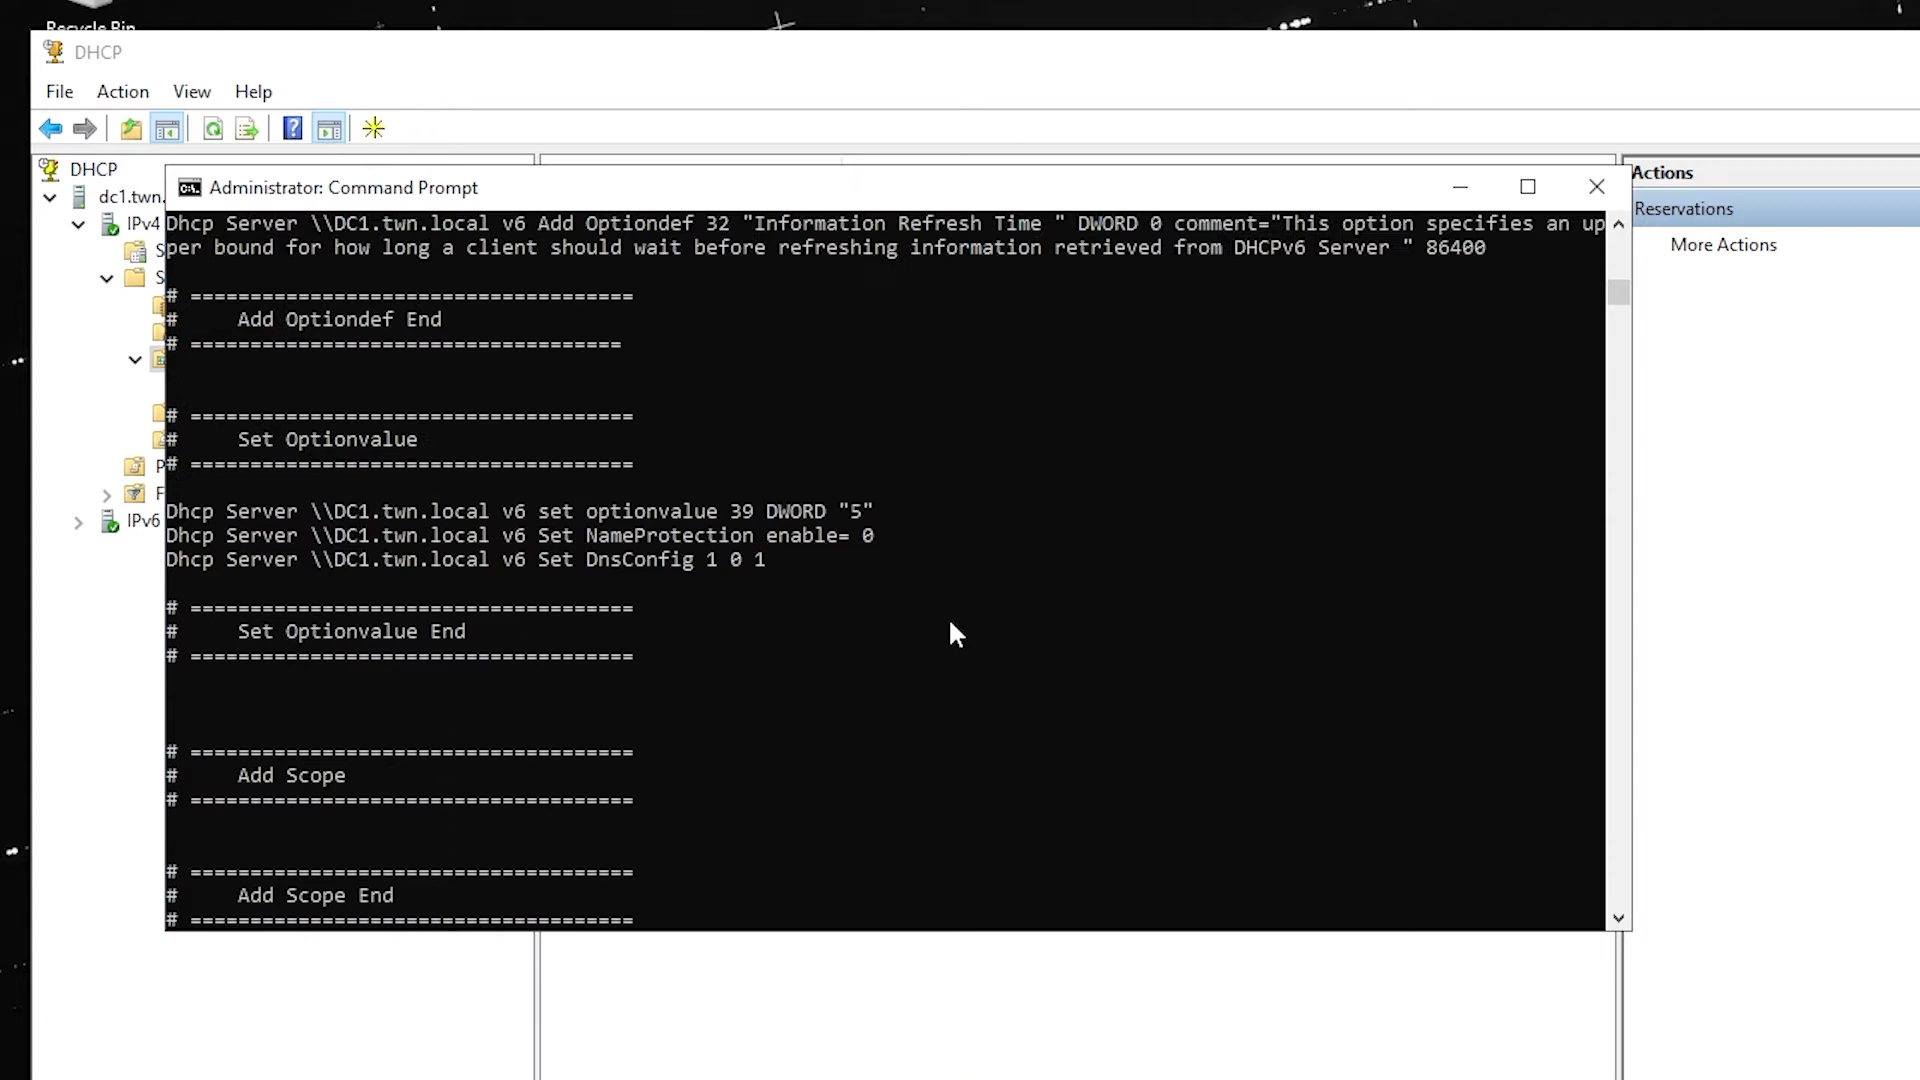 Recycle Bin
DHCP
File Action View Help
DHCP
dc1.twn.
IPv4
S
S
P
F
IPv6
Administrator: Command Prompt
Dhcp Server \\DC1.twn.local v6 Add Optiondef 32 "Information Refresh Time " DWORD 0 comment="This option specifies an up
per bound for how long a client should wait before refreshing information retrieved from DHCPv6 Server " 86400
# =====================================
#     Add Optiondef End
# ====================================
# =====================================
#     Set Optionvalue
# =====================================
Dhcp Server \\DC1.twn.local v6 set optionvalue 39 DWORD "5"
Dhcp Server \\DC1.twn.local v6 Set NameProtection enable= 0
Dhcp Server \\DC1.twn.local v6 Set DnsConfig 1 0 1
# =====================================
#     Set Optionvalue End
# =====================================
# =====================================
#     Add Scope
# =====================================
# =====================================
#     Add Scope End
# =====================================
Actions
Reservations
More Actions